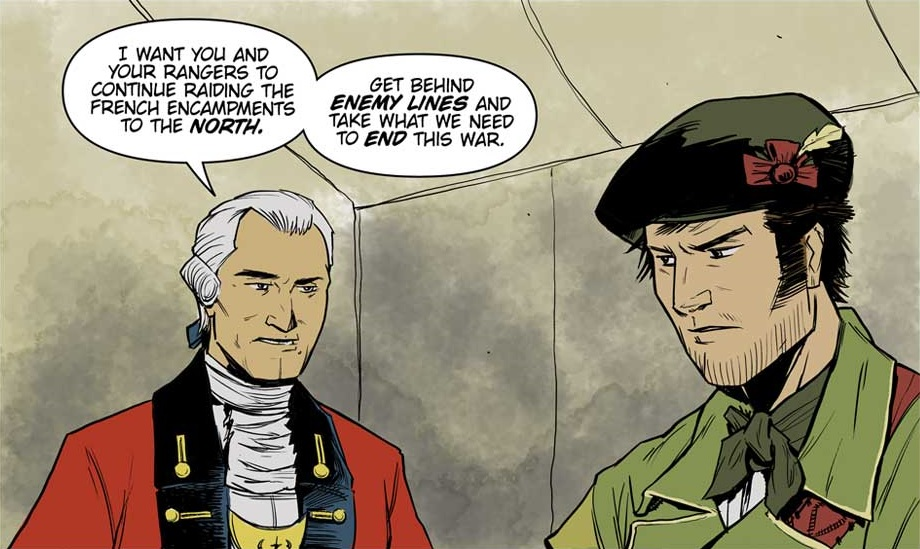 I WANT YOU AND
YOUR RANGERS TO
CONTINUE RAIDING THE
FRENCH ENCAMPMENTS
TO THE NORTH.
GET BEHIND
ENEMY LINES AND
TAKE WHAT WE NEED
TO END THIS WAR.